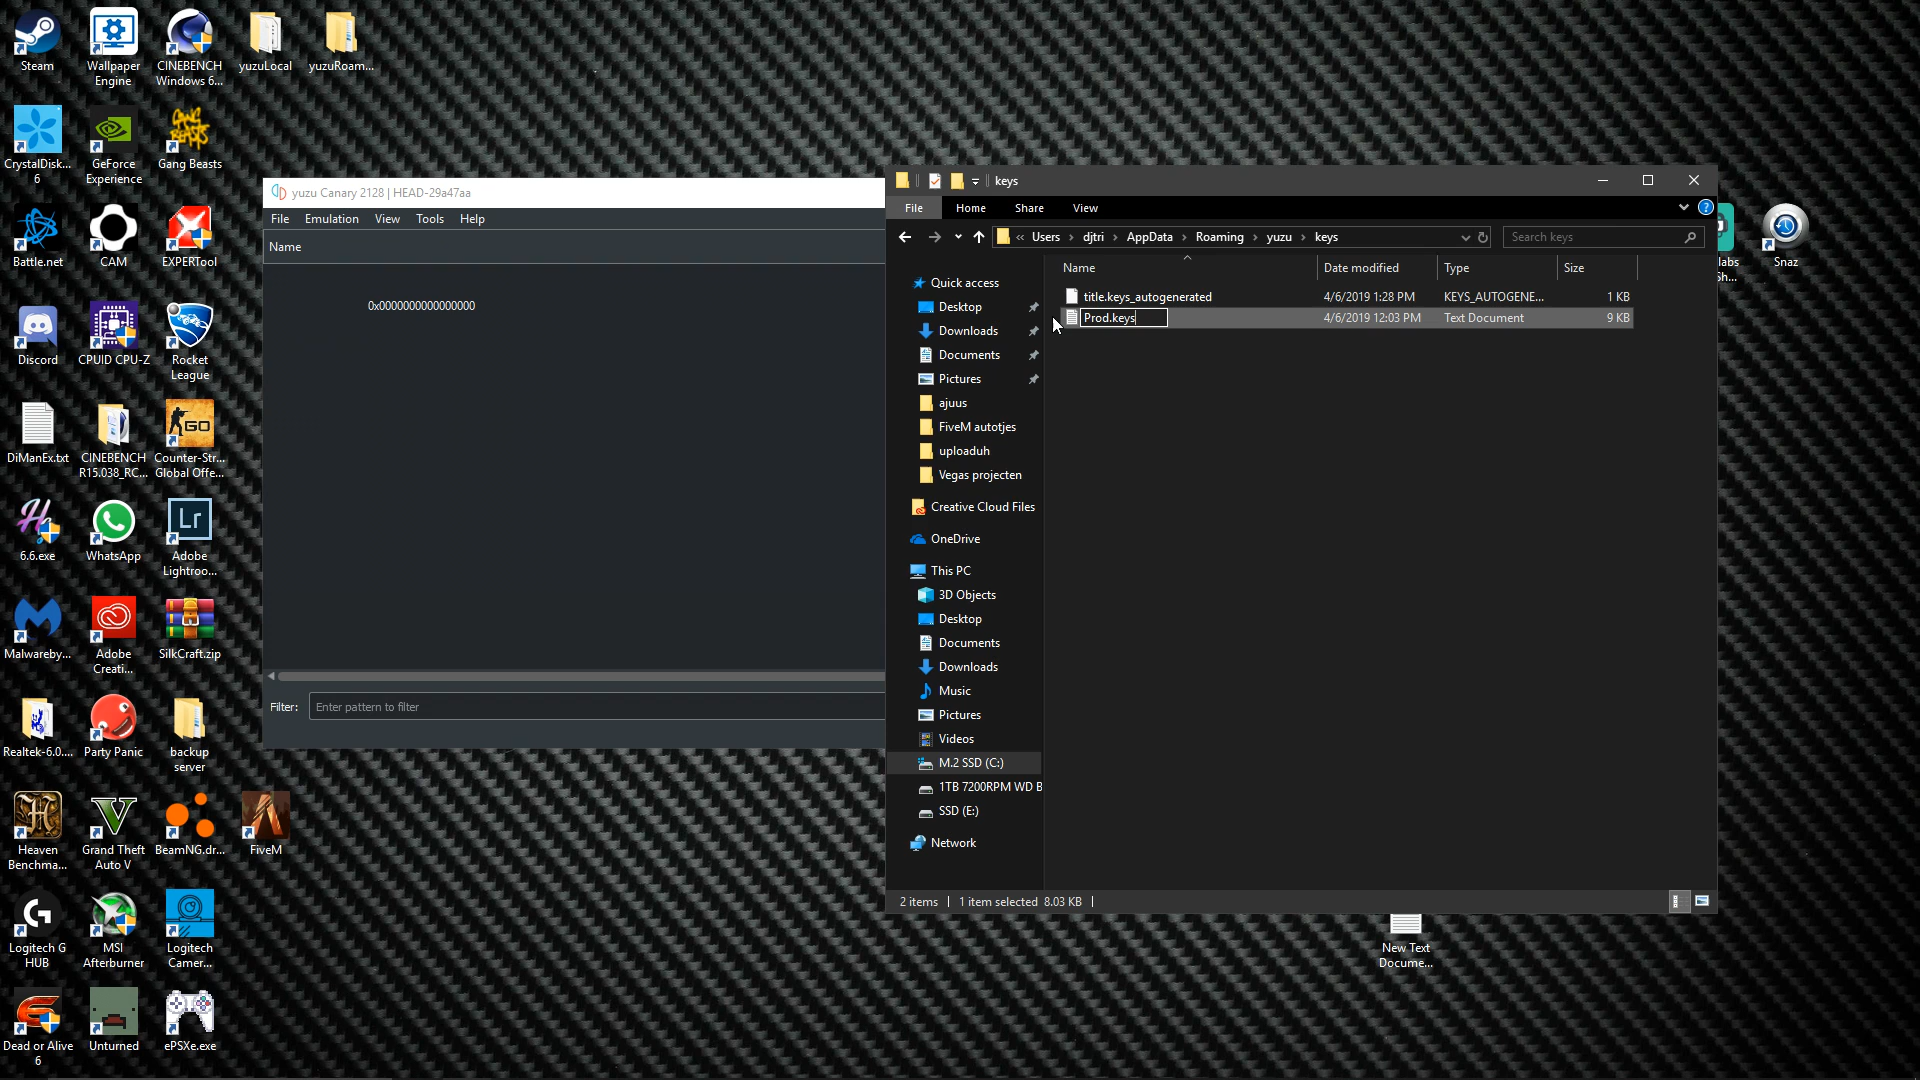 Steam
Wallpaper
Engine
CINEBENCH
Windows 6...
yuzuLocal
yuzuRoam...
CrystalDisk...
6
GeForce
Experience
Gang Beasts
Battle.net
CAM
EXPERTool
Discord
CPUID CPU-Z
Rocket
League
DiManEx.txt
CINEBENCH
R15.038_RC...
Counter-Str...
Global Offe...
6.6.exe
WhatsApp
Adobe
Lightroo...
Malwareby...
Adobe
Creati...
SilkCraft.zip
Realtek-6.0....
Party Panic
backup
server
Heaven
Benchma...
Grand Theft
Auto V
BeamNG.dr...
FiveM
Logitech G
HUB
MSI
Afterburner
Logitech
Camer...
Dead or Alive
6
Unturned
ePSXe.exe
yuzu Canary 2128 | HEAD-29a47aa
File Emulation View Tools Help
Name
0x0000000000000000
Filter: Enter pattern to filter
keys
File Home Share View
« Users › djtri › AppData › Roaming › yuzu › keys
Search keys
Quick access
Desktop
Downloads
Documents
Pictures
ajuus
FiveM autotjes
uploaduh
Vegas projecten
Creative Cloud Files
OneDrive
This PC
3D Objects
Desktop
Documents
Downloads
Music
Pictures
Videos
M.2 SSD (C:)
1TB 7200RPM WD B
SSD (E:)
Network
Name Date modified Type Size
title.keys_autogenerated 4/6/2019 1:28 PM KEYS_AUTOGENE... 1 KB
Prod.keys 4/6/2019 12:03 PM Text Document 9 KB
2 items | 1 item selected 8.03 KB |
labs
h...
Snaz
New Text
Docume...
Lr
GO
GANG
BEASTS